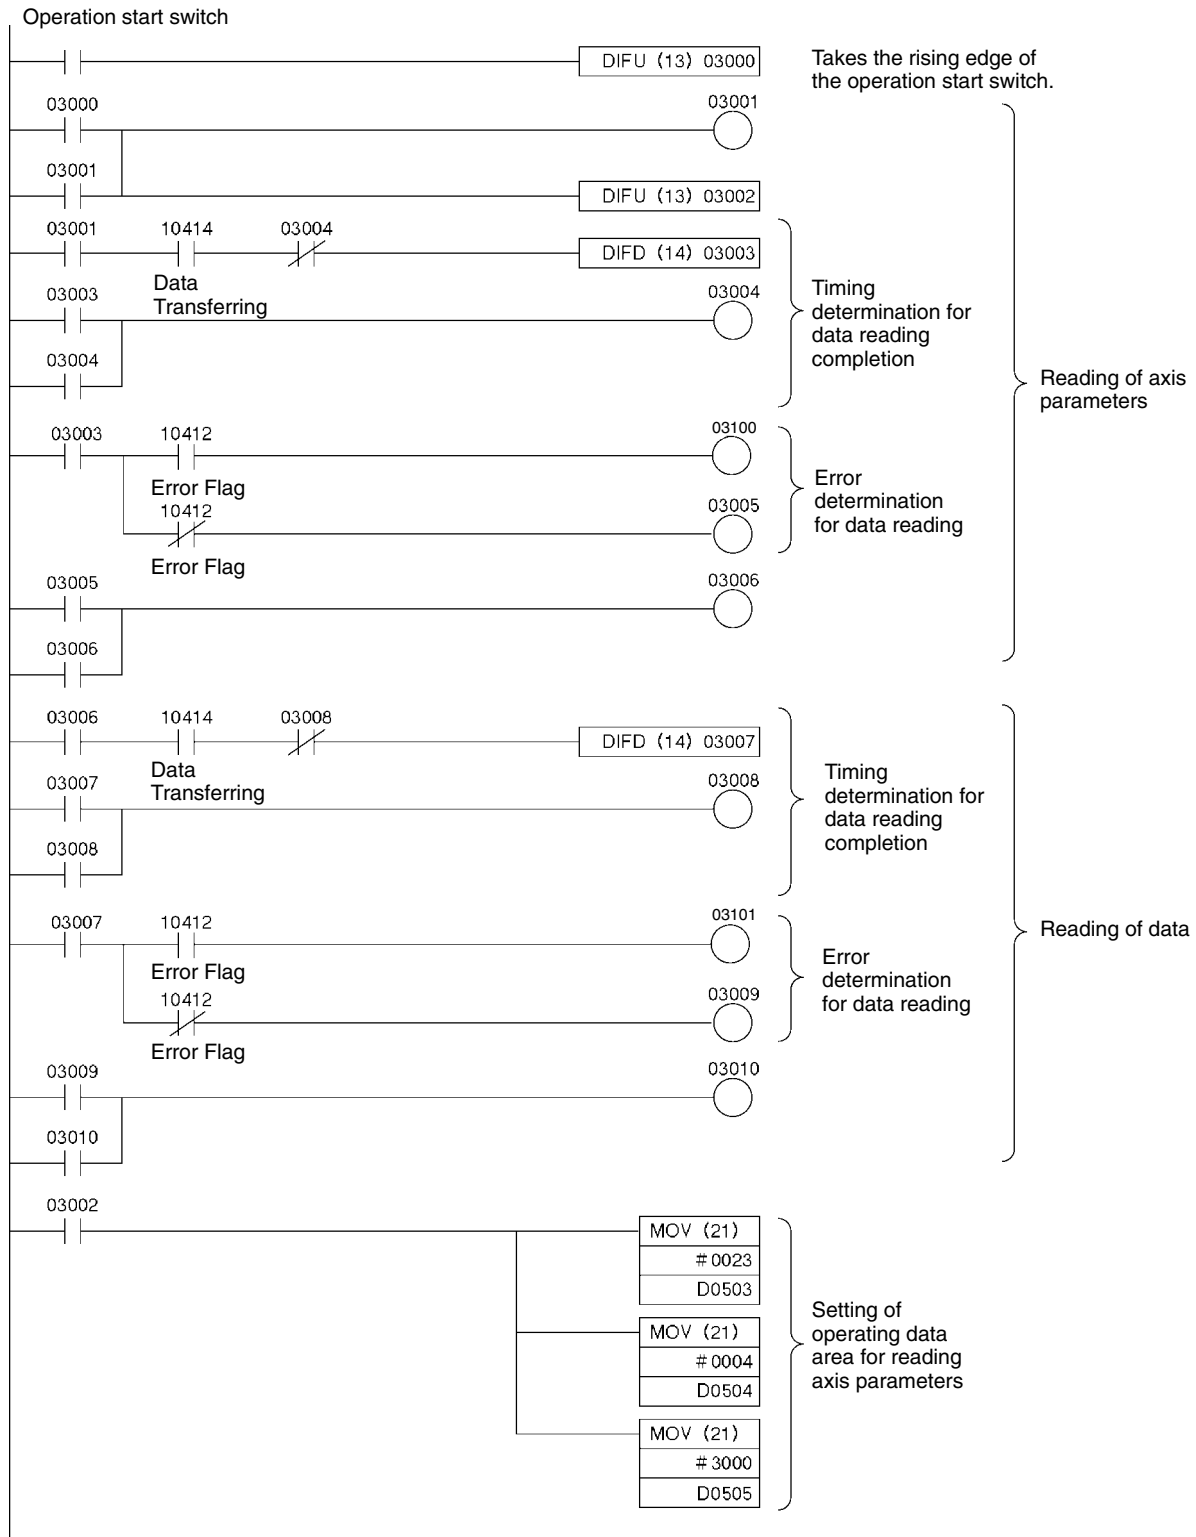 Operation start switch
DIFU (13) 03000
Takes the rising edge of
the operation start switch.
03000
03001
03001
DIFU (13) 03002
03001 10414 03004
DIFD (14) 03003
Data
Transferring
03003
03004
03004
Timing
determination for
data reading
completion
Reading of axis
parameters
03003 10412
03100
Error Flag
10412
03005
Error Flag
Error
determination
for data reading
03005
03006
03006
03006 10414 03008
DIFD (14) 03007
Data
Transferring
03007
03008
03008
Timing
determination for
data reading
completion
Reading of data
03007 10412
03101
Error Flag
10412
03009
Error Flag
Error
determination
for data reading
03009
03010
03010
03002
MOV (21)
#0023
D0503
MOV (21)
#0004
D0504
MOV (21)
#3000
D0505
Setting of
operating data
area for reading
axis parameters